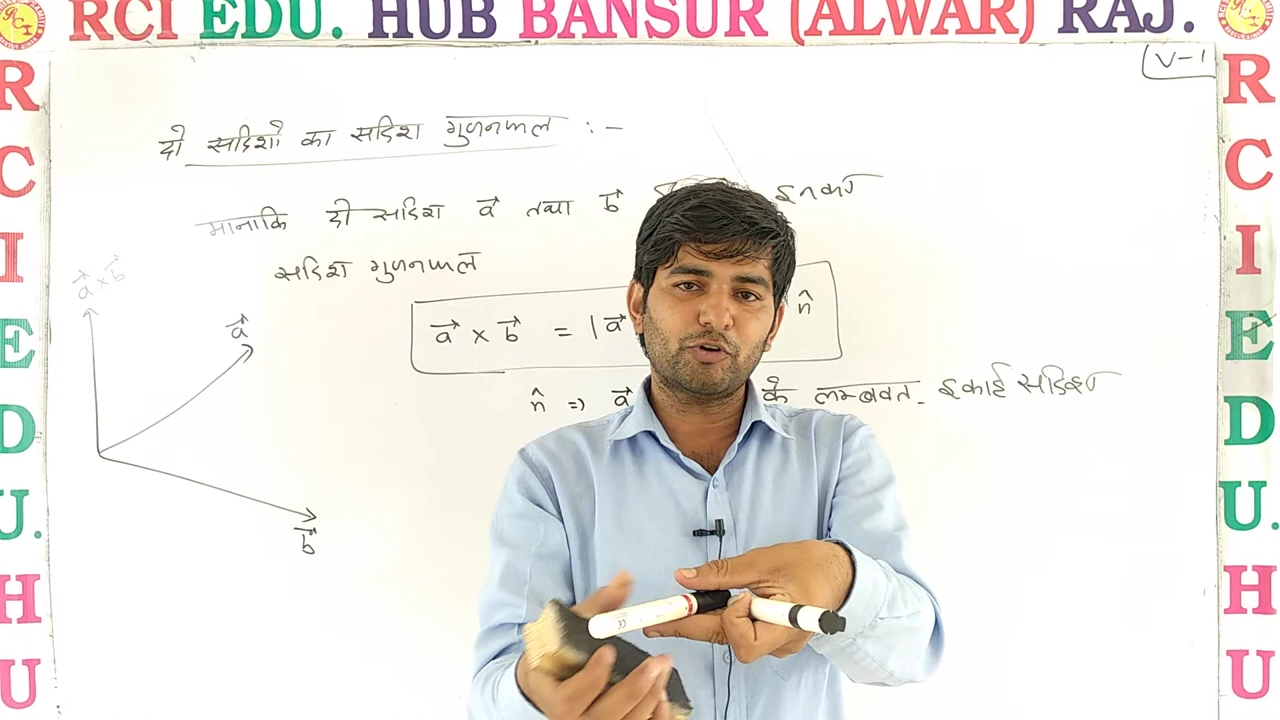 RCI EDU. HUB BANSUR (ALWAR) RAJ.
V-1
दो सदिशों का सदिश गुणनफल :-
मानाकि दो सदिश a⃗ तथा b⃗ इनका
सदिश गुणनफल
a⃗ × b⃗ = |a⃗ n̂
n̂ ⇒ a⃗ के लम्बवत इकाई सदिश
a⃗ × b⃗
a⃗
b⃗
R C I E D U. H U
R C I E D U. H U